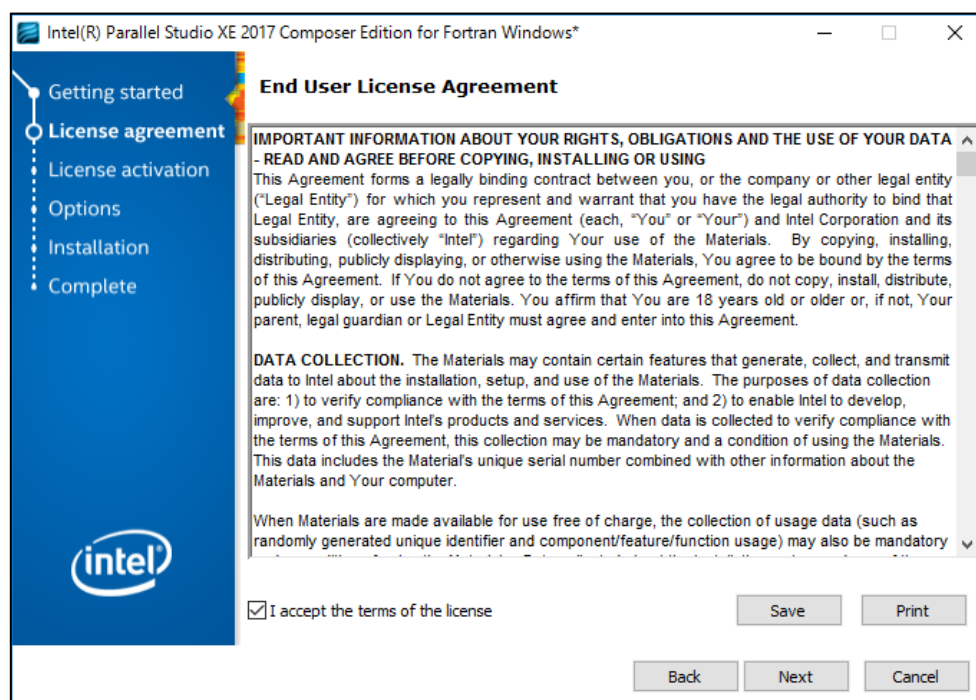 Intel(R) Parallel Studio XE 2017 Composer Edition for Fortran Windows*
Getting started
License agreement
License activation
Options
Installation
Complete
intel®
End User License Agreement
IMPORTANT INFORMATION ABOUT YOUR RIGHTS, OBLIGATIONS AND THE USE OF YOUR DATA
- READ AND AGREE BEFORE COPYING, INSTALLING OR USING
This Agreement forms a legally binding contract between you, or the company or other legal entity
(“Legal Entity”) for which you represent and warrant that you have the legal authority to bind that
Legal Entity, are agreeing to this Agreement (each, “You” or “Your”) and Intel Corporation and its
subsidiaries (collectively “Intel”) regarding Your use of the Materials. By copying, installing,
distributing, publicly displaying, or otherwise using the Materials, You agree to be bound by the terms
of this Agreement. If You do not agree to the terms of this Agreement, do not copy, install, distribute,
publicly display, or use the Materials. You affirm that You are 18 years old or older or, if not, Your
parent, legal guardian or Legal Entity must agree and enter into this Agreement.
DATA COLLECTION. The Materials may contain certain features that generate, collect, and transmit
data to Intel about the installation, setup, and use of the Materials. The purposes of data collection
are: 1) to verify compliance with the terms of this Agreement; and 2) to enable Intel to develop,
improve, and support Intel's products and services. When data is collected to verify compliance with
the terms of this Agreement, this collection may be mandatory and a condition of using the Materials.
This data includes the Material's unique serial number combined with other information about the
Materials and Your computer.
When Materials are made available for use free of charge, the collection of usage data (such as
randomly generated unique identifier and component/feature/function usage) may also be mandatory
I accept the terms of the license
Save
Print
Back
Next
Cancel